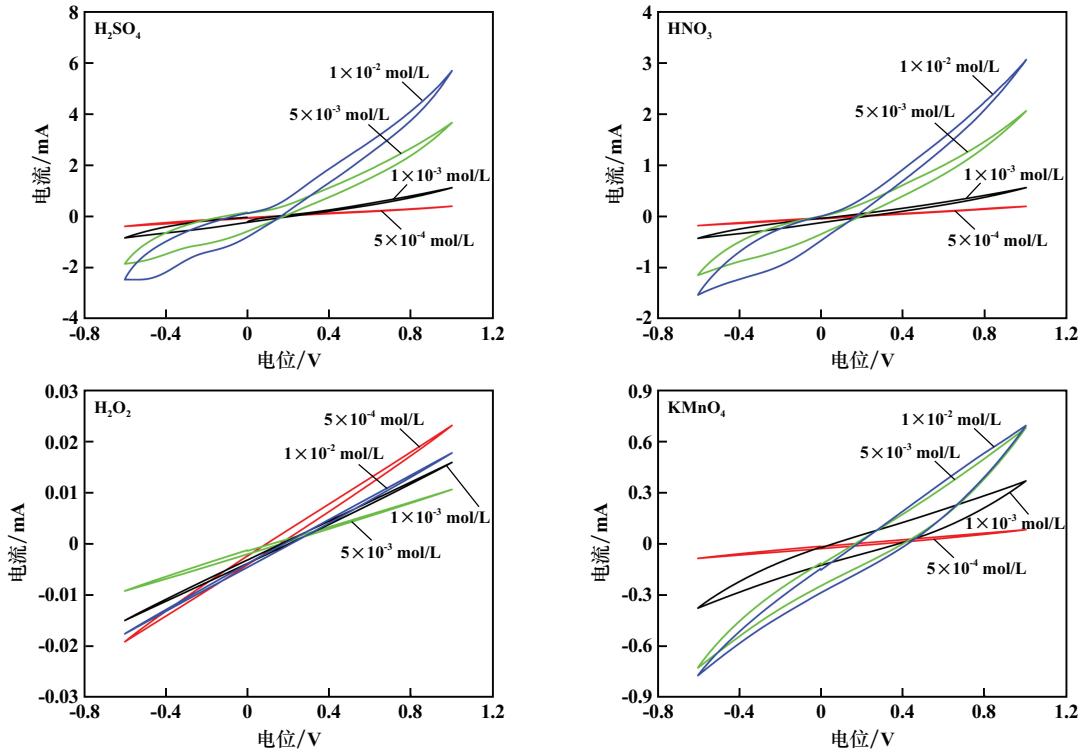 H₂SO₄
8
6
4
2
0
-2
-4
-0.8
-0.4
0
0.4
0.8
1.2
电流/mA
电位/V
1×10⁻² mol/L
5×10⁻³ mol/L
1×10⁻³ mol/L
5×10⁻⁴ mol/L
HNO₃
4
3
2
1
0
-1
-2
-0.8
-0.4
0
0.4
0.8
1.2
电流/mA
电位/V
1×10⁻² mol/L
5×10⁻³ mol/L
1×10⁻³ mol/L
5×10⁻⁴ mol/L
H₂O₂
0.03
0.02
0.01
0
-0.01
-0.02
-0.03
-0.8
-0.4
0
0.4
0.8
1.2
电流/mA
电位/V
5×10⁻⁴ mol/L
1×10⁻² mol/L
1×10⁻³ mol/L
5×10⁻³ mol/L
KMnO₄
0.9
0.6
0.3
0
-0.3
-0.6
-0.9
-0.8
-0.4
0
0.4
0.8
1.2
电流/mA
电位/V
1×10⁻² mol/L
5×10⁻³ mol/L
1×10⁻³ mol/L
5×10⁻⁴ mol/L